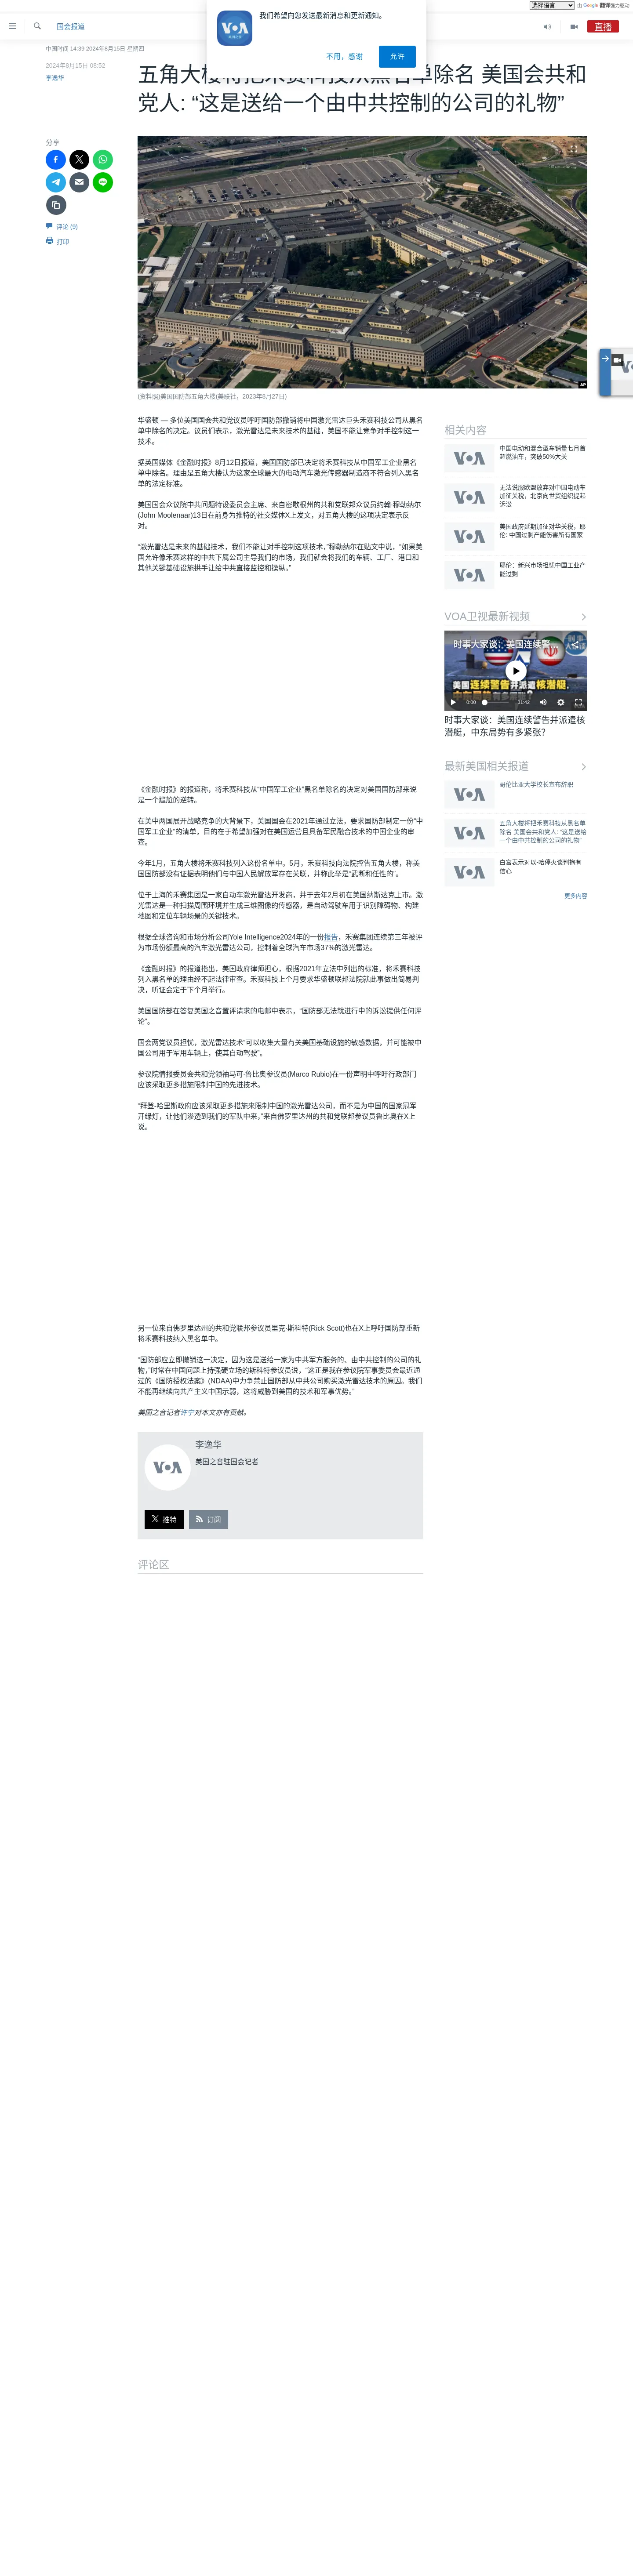 选择语言
由 Google 翻译强力驱动
我们希望向您发送最新消息和更新通知。
不用，感谢
允许
国会报道
直播
中国时间 14:39 2024年8月15日 星期四
五角大楼将把禾赛科技从黑名单除名 美国会共和
党人: “这是送给一个由中共控制的公司的礼物”
2024年8月15日 08:52
李逸华
分享
评论 (9)
打印
AP
(资料照)美国国防部五角大楼(美联社，2023年8月27日)
华盛顿 — 多位美国国会共和党议员呼吁国防部撤销将中国激光雷达巨头禾赛科技公司从黑名
单中除名的决定。议员们表示，激光雷达是未来技术的基础，美国不能让竞争对手控制这一
技术。
据英国媒体《金融时报》8月12日报道，美国国防部已决定将禾赛科技从中国军工企业黑名
单中除名。理由是五角大楼认为这家全球最大的电动汽车激光传感器制造商不符合列入黑名
单的法定标准。
美国国会众议院中共问题特设委员会主席、来自密歇根州的共和党联邦众议员约翰·穆勒纳尔
(John Moolenaar)13日在前身为推特的社交媒体X上发文，对五角大楼的这项决定表示反
对。
“激光雷达是未来的基础技术，我们不能让对手控制这项技术，”穆勒纳尔在贴文中说，“如果美
国允许像禾赛这样的中共下属公司主导我们的市场，我们就会将我们的车辆、工厂、港口和
其他关键基础设施拱手让给中共直接监控和操纵。”
《金融时报》的报道称，将禾赛科技从“中国军工企业”黑名单除名的决定对美国国防部来说
是一个尴尬的逆转。
在美中两国展开战略竞争的大背景下，美国国会在2021年通过立法，要求国防部制定一份“中
国军工企业”的清单，目的在于希望加强对在美国运营且具备军民融合技术的中国企业的审
查。
今年1月，五角大楼将禾赛科技列入这份名单中。5月，禾赛科技向法院控告五角大楼，称美
国国防部没有证据表明他们与中国人民解放军存在关联，并称此举是“武断和任性的”。
位于上海的禾赛集团是一家自动车激光雷达开发商，并于去年2月初在美国纳斯达克上市。激
光雷达是一种扫描周围环境并生成三维图像的传感器，是自动驾驶车用于识别障碍物、构建
地图和定位车辆场景的关键技术。
根据全球咨询和市场分析公司Yole Intelligence2024年的一份报告，禾赛集团连续第三年被评
为市场份额最高的汽车激光雷达公司，控制着全球汽车市场37%的激光雷达。
《金融时报》的报道指出，美国政府律师担心，根据2021年立法中列出的标准，将禾赛科技
列入黑名单的理由经不起法律审查。禾赛科技上个月要求华盛顿联邦法院就此事做出简易判
决，听证会定于下个月举行。
美国国防部在答复美国之音置评请求的电邮中表示，“国防部无法就进行中的诉讼提供任何评
论”。
国会两党议员担忧，激光雷达技术“可以收集大量有关美国基础设施的敏感数据，并可能被中
国公司用于军用车辆上，使其自动驾驶”。
参议院情报委员会共和党领袖马可·鲁比奥参议员(Marco Rubio)在一份声明中呼吁行政部门
应该采取更多措施限制中国的先进技术。
“拜登-哈里斯政府应该采取更多措施来限制中国的激光雷达公司，而不是为中国的国家冠军
开绿灯，让他们渗透到我们的军队中来，”来自佛罗里达州的共和党联邦参议员鲁比奥在X上
说。
另一位来自佛罗里达州的共和党联邦参议员里克·斯科特(Rick Scott)也在X上呼吁国防部重新
将禾赛科技纳入黑名单中。
“国防部应立即撤销这一决定，因为这是送给一家为中共军方服务的、由中共控制的公司的礼
物，”时常在中国问题上持强硬立场的斯科特参议员说，“这正是我在参议院军事委员会最近通
过的《国防授权法案》(NDAA)中力争禁止国防部从中共公司购买激光雷达技术的原因。我们
不能再继续向共产主义中国示弱，这将威胁到美国的技术和军事优势。”
美国之音记者许宁对本文亦有贡献。
李逸华
美国之音驻国会记者
推特
订阅
评论区
相关内容
中国电动和混合型车销量七月首
超燃油车，突破50%大关
无法说服欧盟放弃对中国电动车
加征关税，北京向世贸组织提起
诉讼
美国政府延期加征对华关税，耶
伦: 中国过剩产能伤害所有国家
耶伦：新兴市场担忧中国工业产
能过剩
VOA卫视最新视频
时事大家谈：美国连续警
美国连续警告并派遣核潜艇，
0:00
11:42
时事大家谈：美国连续警告并派遣核
潜艇，中东局势有多紧张?
最新美国相关报道
哥伦比亚大学校长宣布辞职
五角大楼将把禾赛科技从黑名单
除名 美国会共和党人: “这是送给
一个由中共控制的公司的礼物”
白宫表示对以-哈停火谈判抱有
信心
更多内容